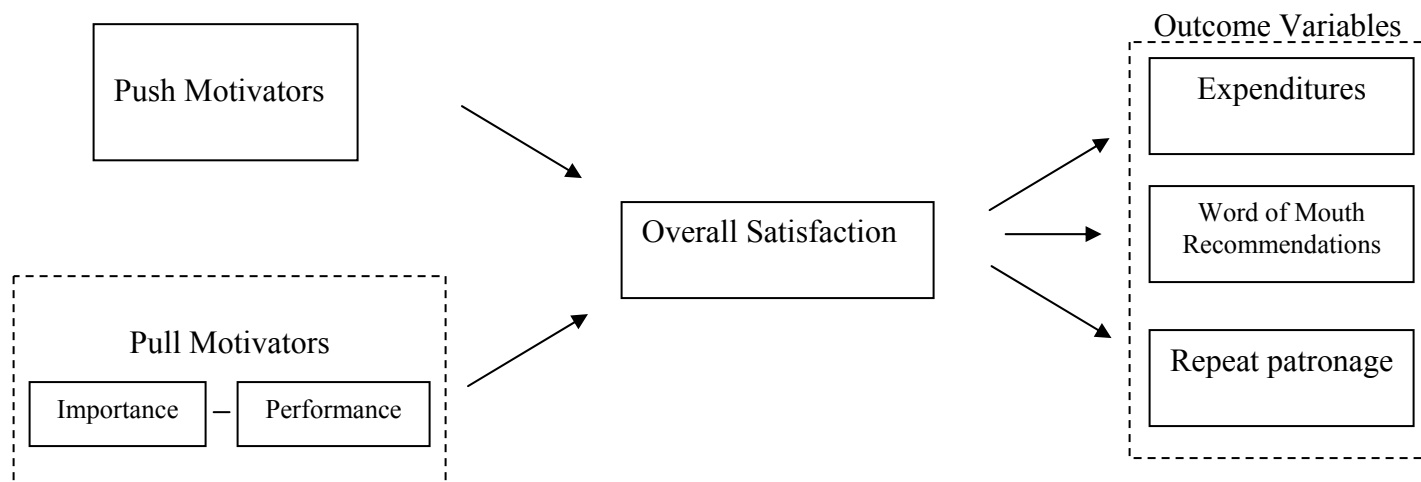 Outcome Variables
Push Motivators
Expenditures
Overall Satisfaction
Word of Mouth
Recommendations
Pull Motivators
Importance – Performance
Repeat patronage